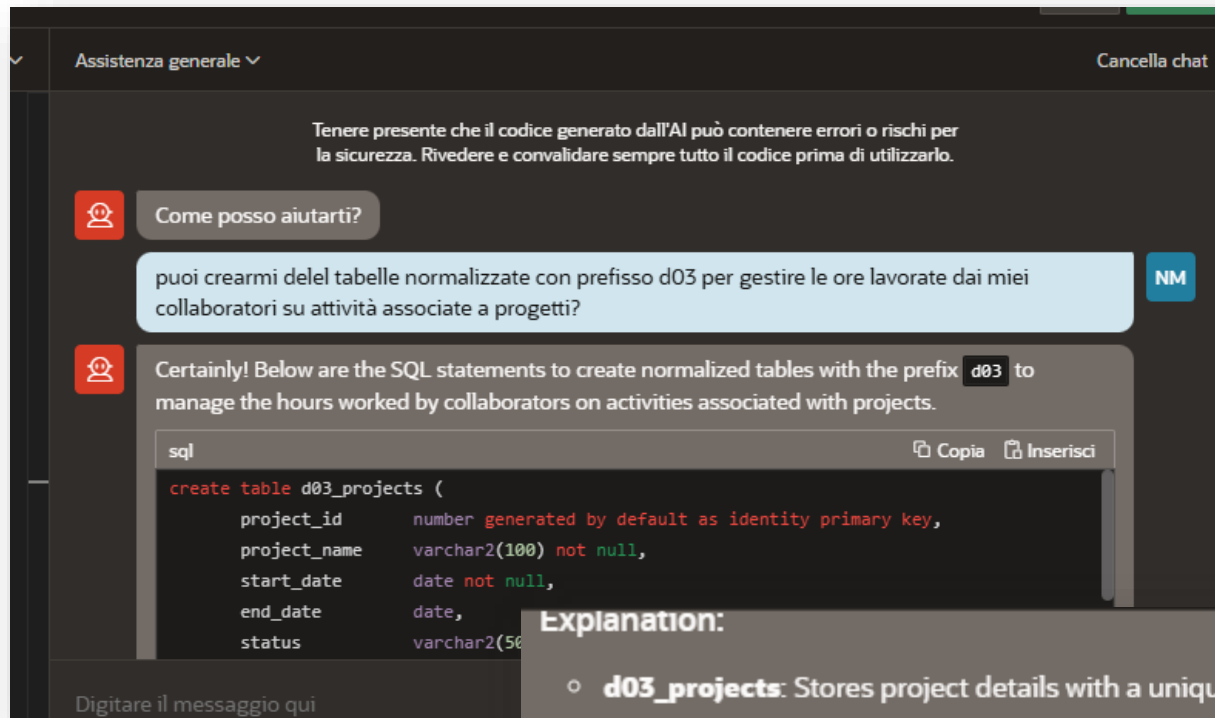 Assistenza generale
Cancella chat
Tenere presente che il codice generato dall'AI può contenere errori o rischi per
la sicurezza. Rivedere e convalidare sempre tutto il codice prima di utilizzarlo.
Come posso aiutarti?
puoi crearmi delel tabelle normalizzate con prefisso d03 per gestire le ore lavorate dai miei
collaboratori su attività associate a progetti?
NM
Certainly! Below are the SQL statements to create normalized tables with the prefix d03 to
manage the hours worked by collaborators on activities associated with projects.
sql
Copia
Inserisci
create table d03_projects (
project_id number generated by default as identity primary key,
project_name varchar2(100) not null,
start_date date not null,
end_date date,
status varchar2(50
Explanation:
d03_projects: Stores project details with a uniqu
Digitare il messaggio qui